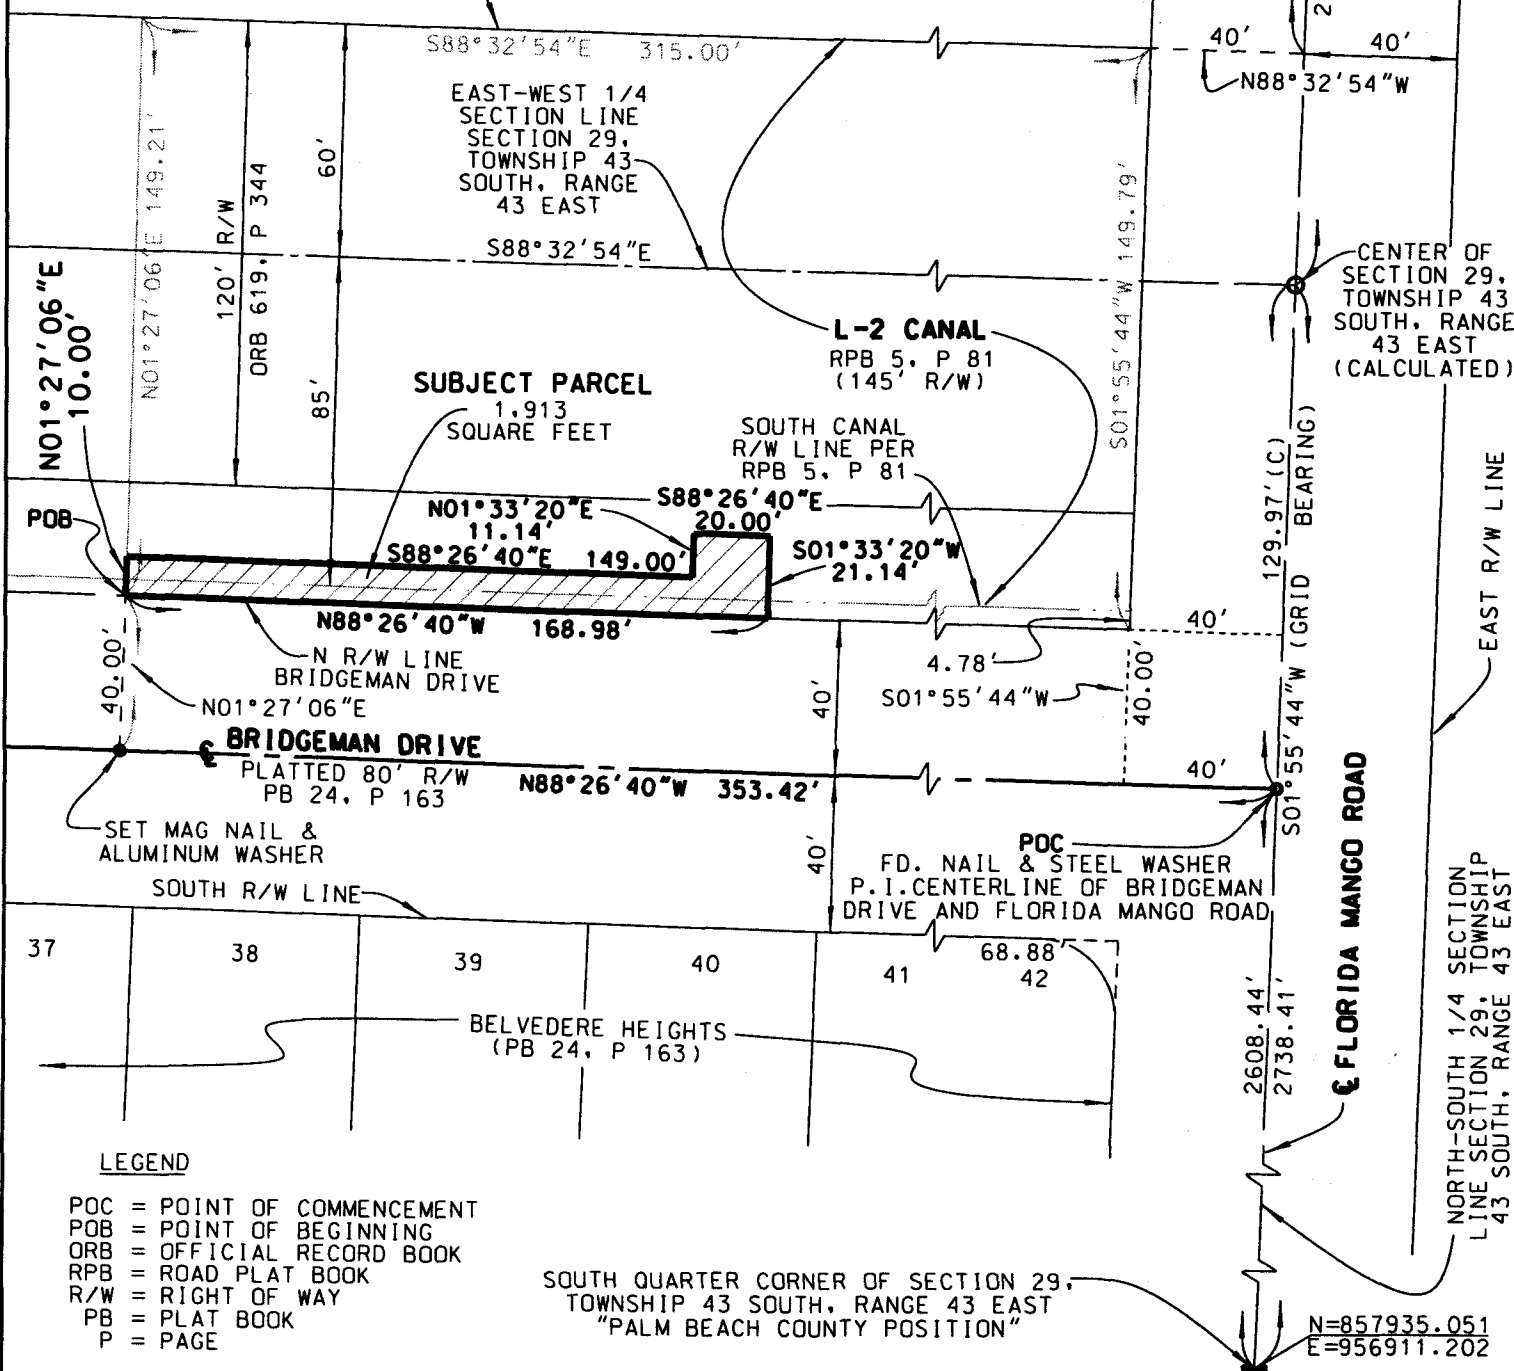 2
S88°32'54"E 315.00'
40'
40'
N88°32'54"W
EAST-WEST 1/4
SECTION LINE
SECTION 29,
TOWNSHIP 43
SOUTH, RANGE
43 EAST
60'
N01°27'06"E 149.21'
120' R/W
ORB 619, P 344
S88°32'54"E
S01°55'44"W 149.79'
CENTER OF
SECTION 29,
TOWNSHIP 43
SOUTH, RANGE
43 EAST
(CALCULATED)
N01°27'06"E
10.00'
85'
L-2 CANAL
RPB 5, P 81
(145' R/W)
SUBJECT PARCEL
1,913
SQUARE FEET
SOUTH CANAL
R/W LINE PER
RPB 5, P 81
POB
N01°33'20"E
11.14'
S88°26'40"E
20.00'
S88°26'40"E 149.00'
S01°33'20"W
21.14'
129.97'(C)
S01°55'44"W (GRID BEARING)
EAST R/W LINE
N88°26'40"W 168.98'
N R/W LINE
BRIDGEMAN DRIVE
40.00'
N01°27'06"E
40'
4.78'
S01°55'44"W
40'
40.00'
℄ BRIDGEMAN DRIVE
PLATTED 80' R/W
PB 24, P 163
N88°26'40"W 353.42'
40'
SET MAG NAIL &
ALUMINUM WASHER
40'
POC
FD. NAIL & STEEL WASHER
P.I.CENTERLINE OF BRIDGEMAN
DRIVE AND FLORIDA MANGO ROAD
SOUTH R/W LINE
℄ FLORIDA MANGO ROAD
37
38
39
40
41
42
68.88'
BELVEDERE HEIGHTS
(PB 24, P 163)
2608.44'
2738.41'
NORTH-SOUTH 1/4 SECTION
LINE SECTION 29, TOWNSHIP
43 SOUTH, RANGE 43 EAST
LEGEND
POC = POINT OF COMMENCEMENT
POB = POINT OF BEGINNING
ORB = OFFICIAL RECORD BOOK
RPB = ROAD PLAT BOOK
R/W = RIGHT OF WAY
PB = PLAT BOOK
P = PAGE
SOUTH QUARTER CORNER OF SECTION 29,
TOWNSHIP 43 SOUTH, RANGE 43 EAST
"PALM BEACH COUNTY POSITION"
N=857935.051
E=956911.202